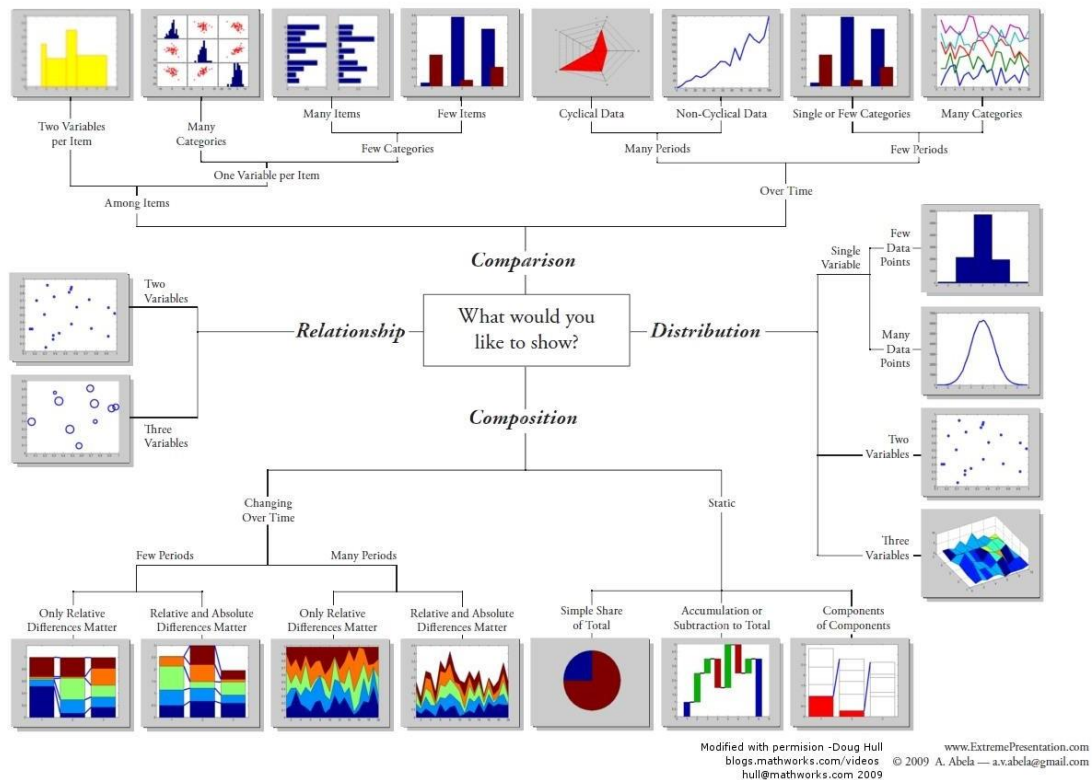 Two Variables
per Item
Many
Categories
Many Items
Few Items
Cyclical Data
Non-Cyclical Data
Single or Few Categories
Many Categories
Few Categories
Many Periods
Few Periods
One Variable per Item
Among Items
Over Time
Comparison
What would you
like to show?
Relationship
Two
Variables
Three
Variables
Distribution
Single
Variable
Few
Data
Points
Many
Data
Points
Two
Variables
Three
Variables
Composition
Changing
Over Time
Static
Few Periods
Many Periods
Only Relative
Differences Matter
Relative and Absolute
Differences Matter
Only Relative
Differences Matter
Relative and Absolute
Differences Matter
Simple Share
of Total
Accumulation or
Subtraction to Total
Components
of Components
Modified with permision -Doug Hull
blogs.mathworks.com/videos
hull@mathworks.com 2009
www.ExtremePresentation.com
© 2009 A. Abela — a.v.abela@gmail.com